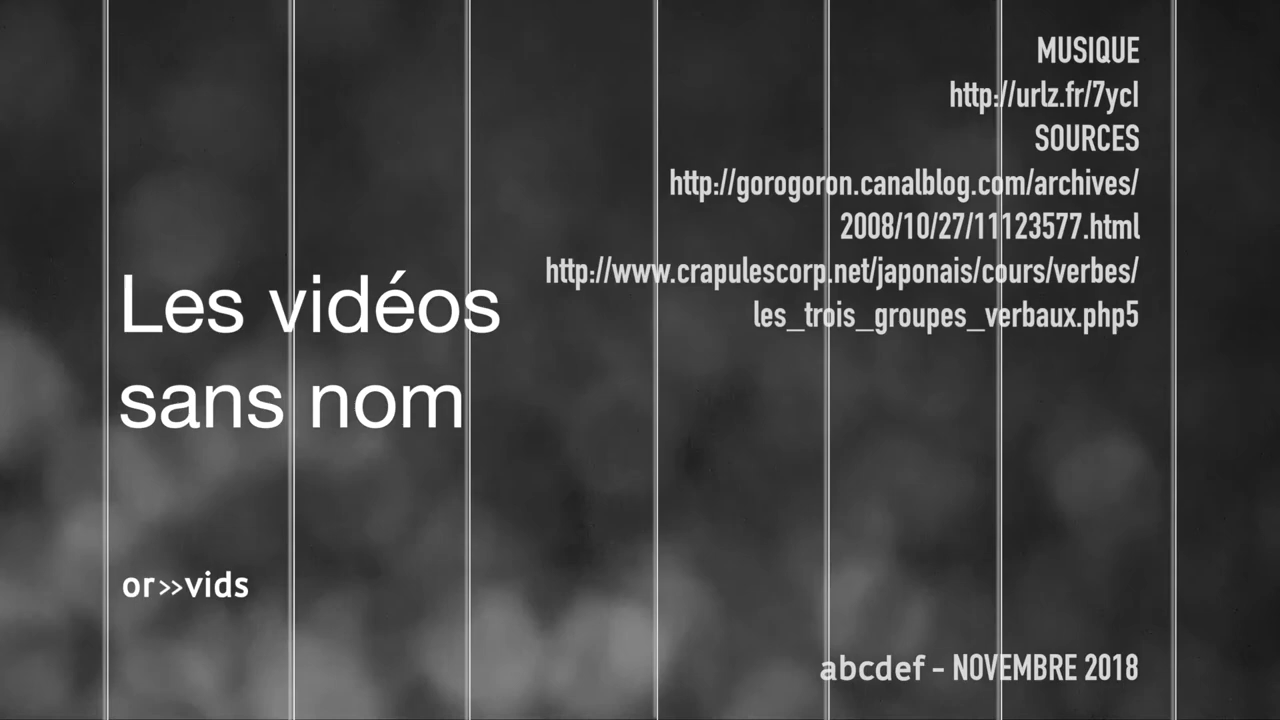 MUSIQUE
http://urlz.fr/7ycI
SOURCES
http://gorogoron.canalblog.com/archives/
2008/10/27/11123577.html
http://www.crapulescorp.net/japonais/cours/verbes/
les_trois_groupes_verbaux.php5
Les vidéos
sans nom
or>>vids
abcdef - NOVEMBRE 2018